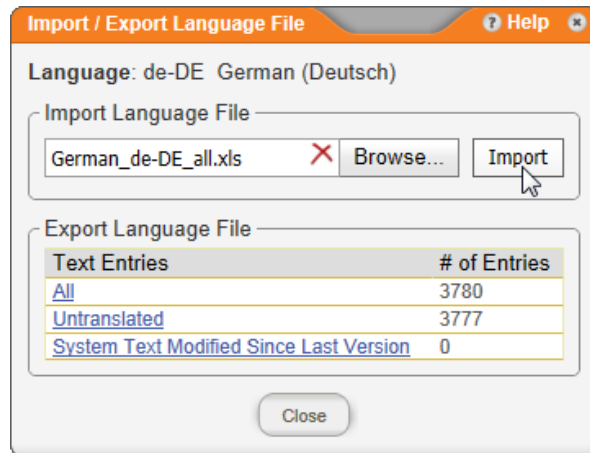 Import / Export Language File ? Help
Language: de-DE German (Deutsch)
Import Language File
German_de-DE_all.xls Browse... Import
Export Language File
Text Entries # of Entries
All 3780
Untranslated 3777
System Text Modified Since Last Version 0
Close